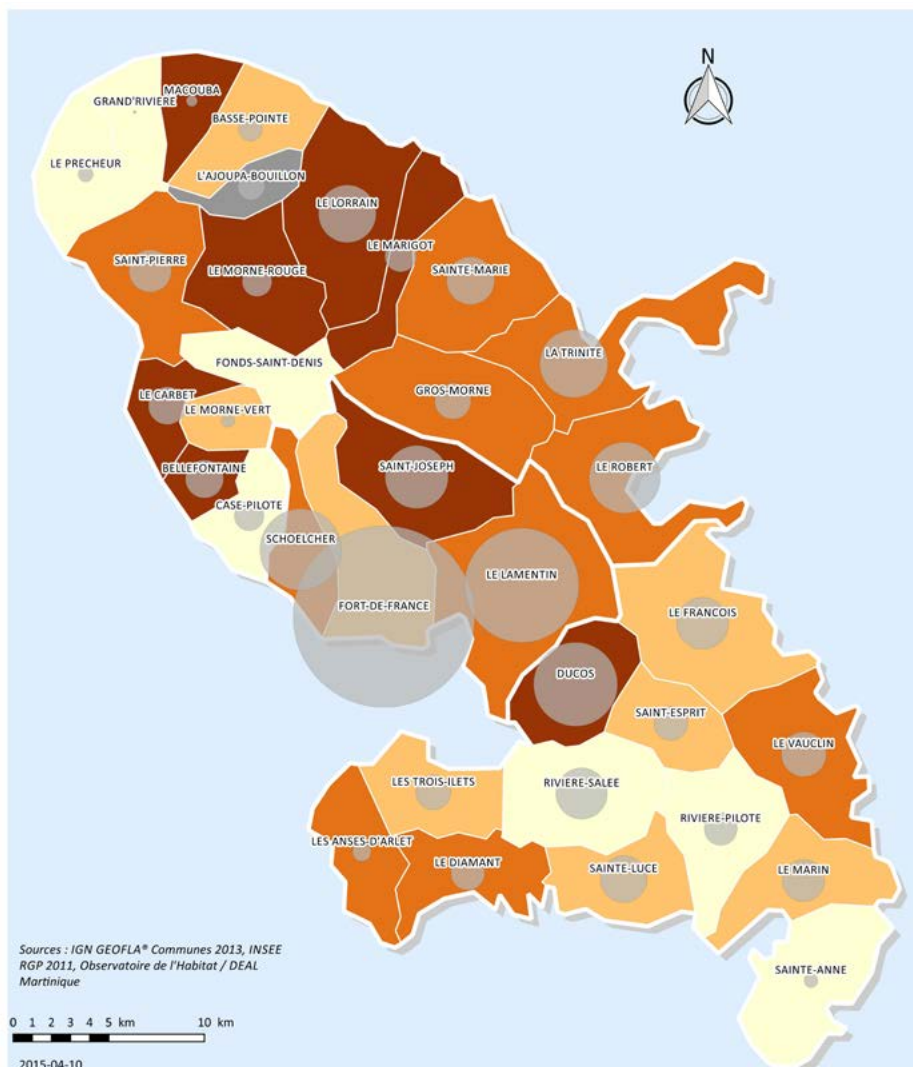 N
MACOUBA
GRAND'RIVIERE
BASSE-POINTE
LE PRECHEUR
L'AJOUPA-BOUILLON
LE LORRAIN
LE MARIGOT
SAINT-PIERRE
LE MORNE-ROUGE
SAINTE-MARIE
LA TRINITE
FONDS-SAINT-DENIS
GROS-MORNE
LE CARBET
LE MORNE-VERT
SAINT-JOSEPH
LE ROBERT
BELLEFONTAINE
CASE-PILOTE
SCHOELCHER
LE LAMENTIN
FORT-DE-FRANCE
LE FRANCOIS
DUCOS
SAINT-ESPRIT
LE VAUCLIN
LES TROIS-ILETS
RIVIERE-SALEE
RIVIERE-PILOTE
LES ANSES-D'ARLET
LE DIAMANT
SAINTE-LUCE
LE MARIN
SAINTE-ANNE
Sources : IGN GEOFLA® Communes 2013, INSEE
RGP 2011, Observatoire de l'Habitat / DEAL
Martinique
0 1 2 3 4 5 km 10 km
2015-04-10